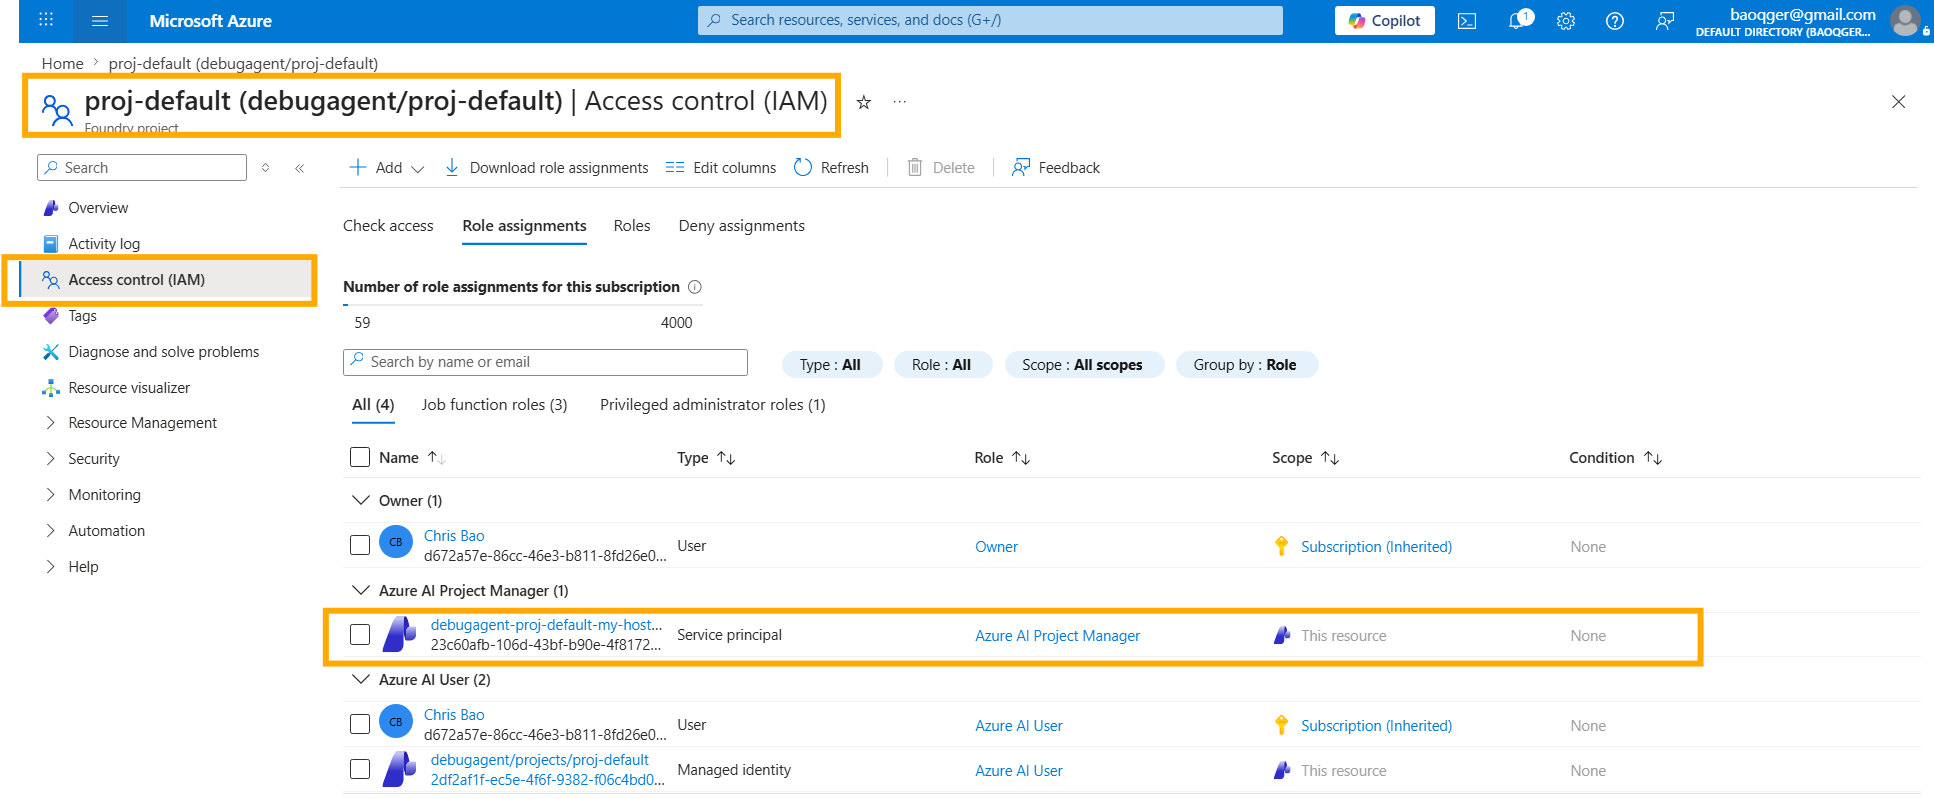 Microsoft Azure
Search resources, services, and docs (G+/)
Copilot
1
baoqger@gmail.com
DEFAULT DIRECTORY (BAOQGER...
Home > proj-default (debugagent/proj-default)
proj-default (debugagent/proj-default) | Access control (IAM)
Foundry project
Search
Add
Download role assignments
Edit columns
Refresh
Delete
Feedback
Overview
Activity log
Access control (IAM)
Tags
Diagnose and solve problems
Resource visualizer
Resource Management
Security
Monitoring
Automation
Help
Check access
Role assignments
Roles
Deny assignments
Number of role assignments for this subscription
59 4000
Search by name or email
Type : All
Role : All
Scope : All scopes
Group by : Role
All (4)
Job function roles (3)
Privileged administrator roles (1)
Name Type Role Scope Condition
Owner (1)
CB Chris Bao
d672a57e-86cc-46e3-b811-8fd26e0... User Owner Subscription (Inherited) None
Azure AI Project Manager (1)
debugagent-proj-default-my-host...
23c60afb-106d-43bf-b90e-4f8172... Service principal Azure AI Project Manager This resource None
Azure AI User (2)
CB Chris Bao
d672a57e-86cc-46e3-b811-8fd26e0... User Azure AI User Subscription (Inherited) None
debugagent/projects/proj-default
2df2af1f-ec5e-4f6f-9382-f06c4bd0... Managed identity Azure AI User This resource None